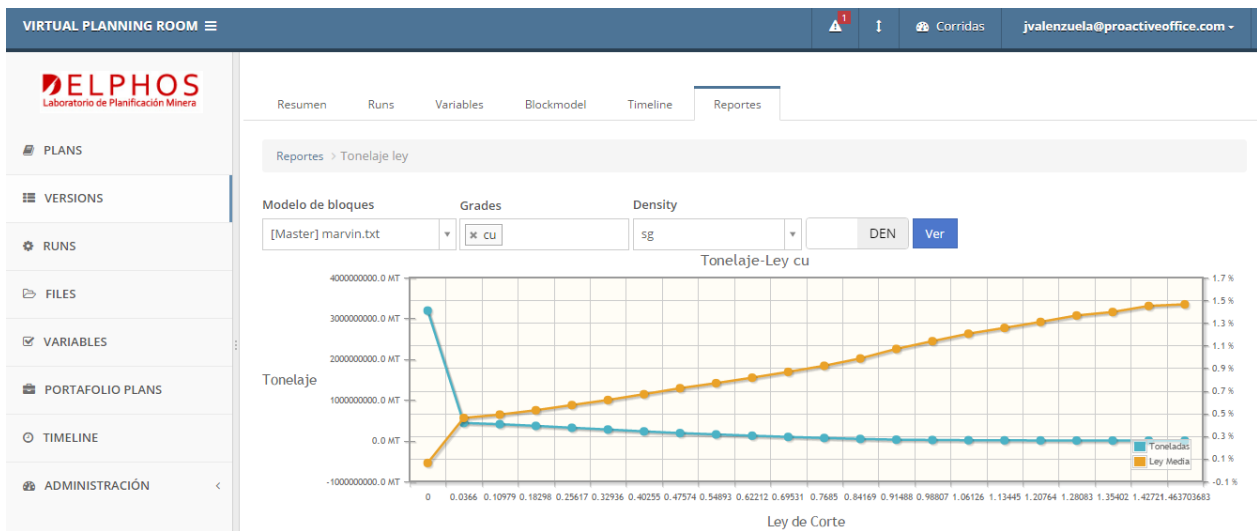 VIRTUAL PLANNING ROOM
1
Corridas
jvalenzuela@proactiveoffice.com
DELPHOS
Laboratorio de Planificación Minera
PLANS
VERSIONS
RUNS
FILES
VARIABLES
PORTAFOLIO PLANS
TIMELINE
ADMINISTRACIÓN
Resumen Runs Variables Blockmodel Timeline Reportes
Reportes > Tonelaje ley
Modelo de bloques Grades Density
[Master] marvin.txt × cu sg DEN Ver
Tonelaje-Ley cu
4000000000.0 MT
3000000000.0 MT
2000000000.0 MT
1000000000.0 MT
0.0 MT
-1000000000.0 MT
Tonelaje
1.7 %
1.5 %
1.3 %
1.1 %
0.9 %
0.7 %
0.5 %
0.3 %
0.1 %
-0.1 %
Toneladas
Ley Media
0 0.0366 0.10979 0.18298 0.25617 0.32936 0.40255 0.47574 0.54893 0.62212 0.69531 0.7685 0.84169 0.91488 0.98807 1.06126 1.13445 1.20764 1.28083 1.35402 1.42721.463703683
Ley de Corte